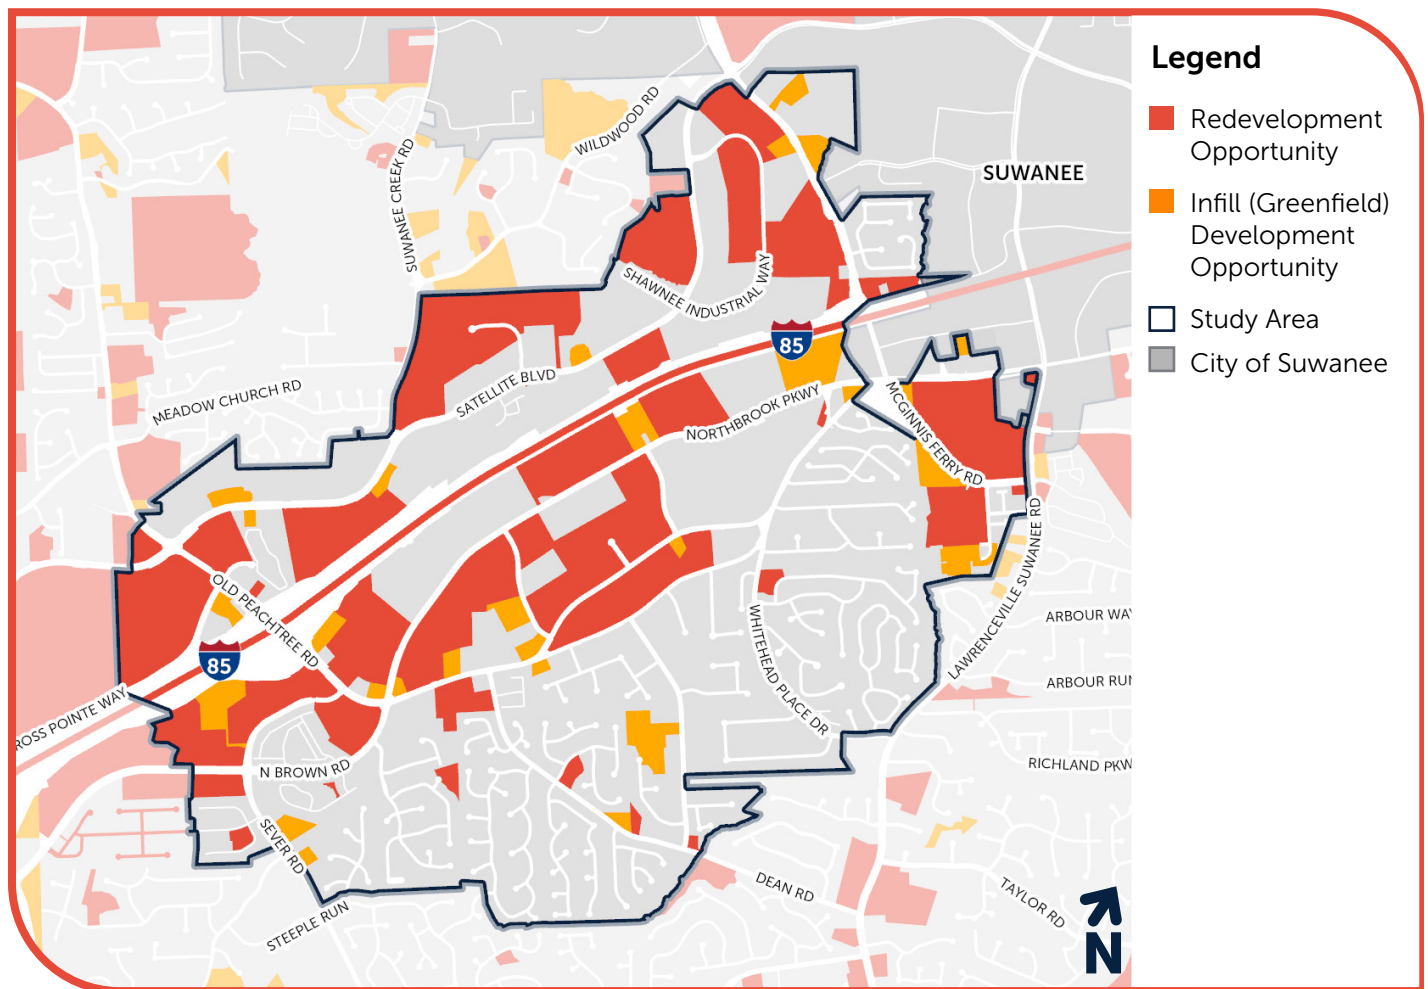 Legend
Redevelopment
Opportunity
Infill (Greenfield)
Development
Opportunity
Study Area
City of Suwanee
WILDWOOD RD
SUWANEE CREEK RD
SUWANEE
SHAWNEE INDUSTRIAL WAY
85
MEADOW CHURCH RD
SATELLITE BLVD
NORTHBROOK PKWY
MCGINNIS FERRY RD
OLD PEACHTREE RD
85
WHITEHEAD PLACE DR
LAWRENCEVILLE SUWANEE RD
ARBOUR WAY
ARBOUR RUN
ROSS POINTE WAY
N BROWN RD
RICHLAND PKW
SEVER RD
DEAN RD
TAYLOR RD
STEEPLE RUN
N